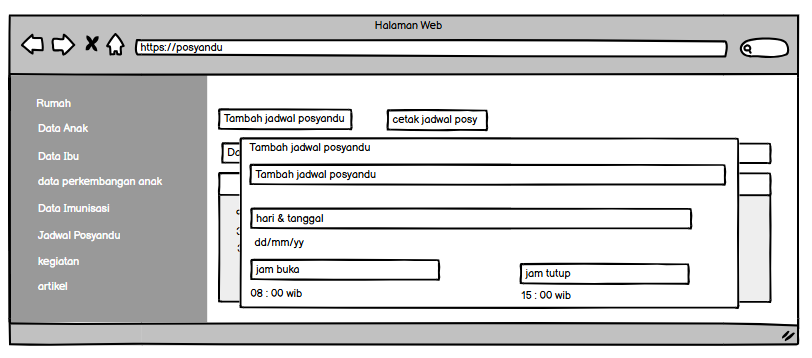 Halaman Web
https://posyandu
Rumah
Data Anak
Data Ibu
data perkembangan anak
Data Imunisasi
Jadwal Posyandu
kegiatan
artikel
Tambah jadwal posyandu
cetak jadwal posy
Tambah jadwal posyandu
Tambah jadwal posyandu
hari & tanggal
dd/mm/yy
jam buka
jam tutup
08 : 00 wib
15 : 00 wib